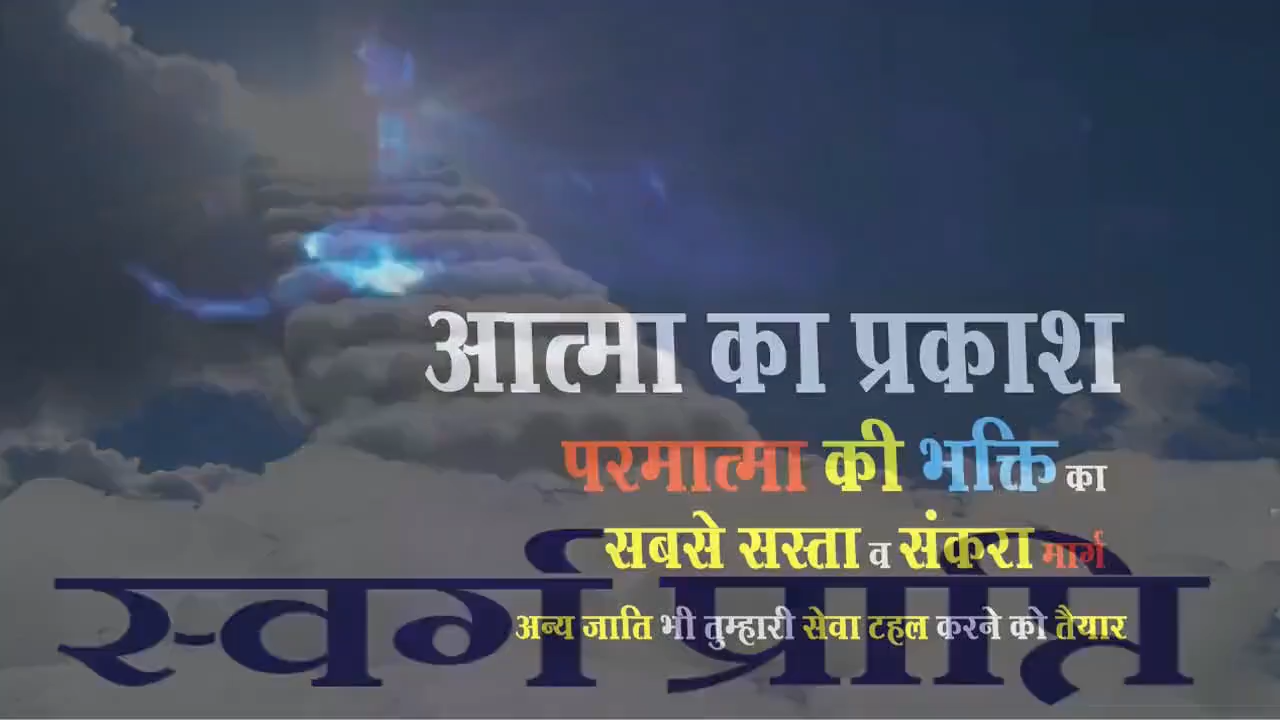 आत्मा का प्रकाश
परमात्मा की भक्ति का
सबसे सस्ता व संकरा मार्ग
स्वर्ग प्राप्ति
अन्य जाति भी तुम्हारी सेवा टहल करने को तैयार